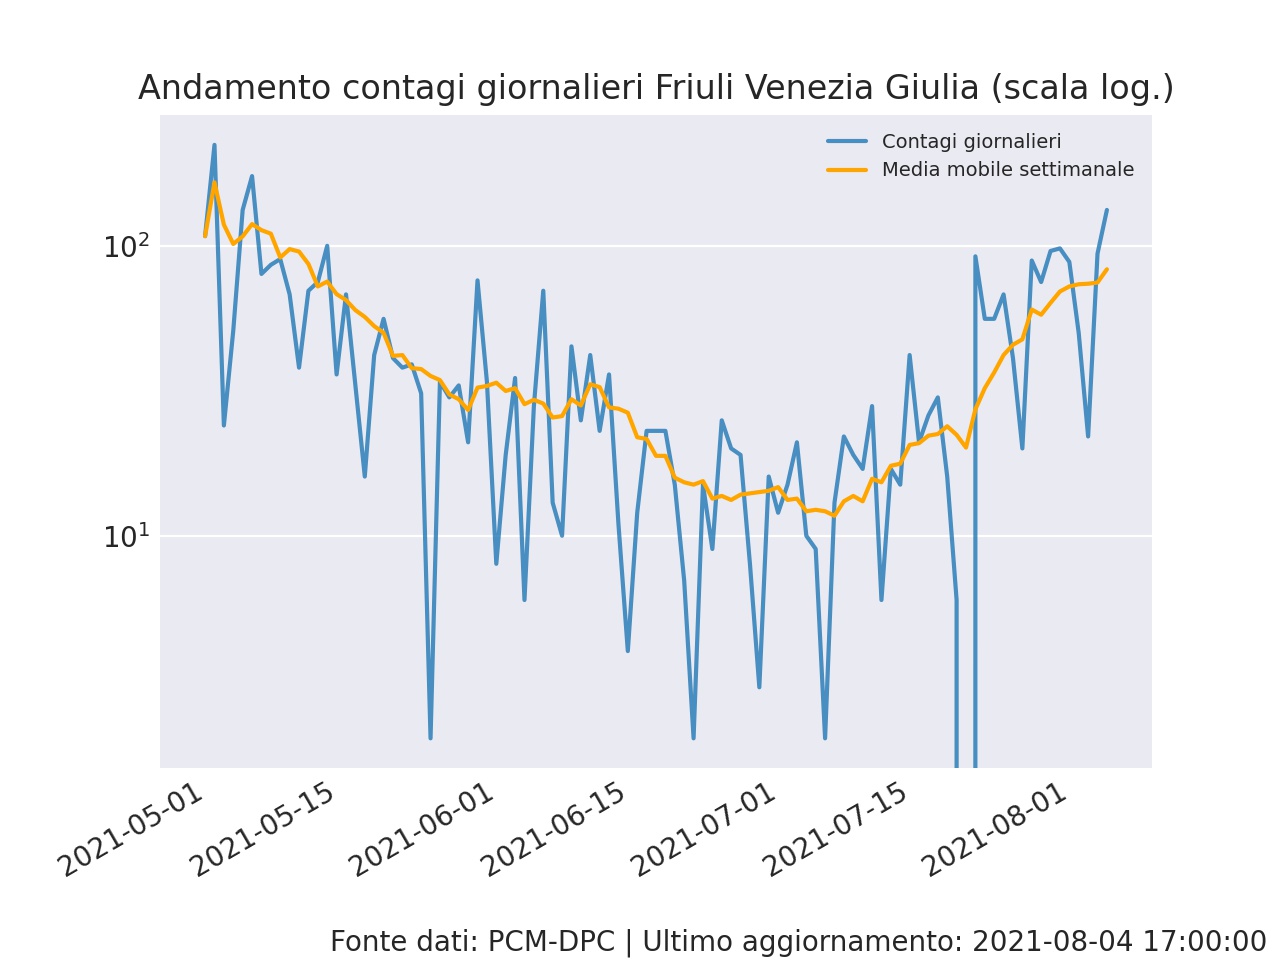 Andamento contagi giornalieri Friuli Venezia Giulia (scala log.)
Contagi giornalieri
Media mobile settimanale
10²
10¹
2021-05-01
2021-05-15
2021-06-01
2021-06-15
2021-07-01
2021-07-15
2021-08-01
Fonte dati: PCM-DPC | Ultimo aggiornamento: 2021-08-04 17:00:00